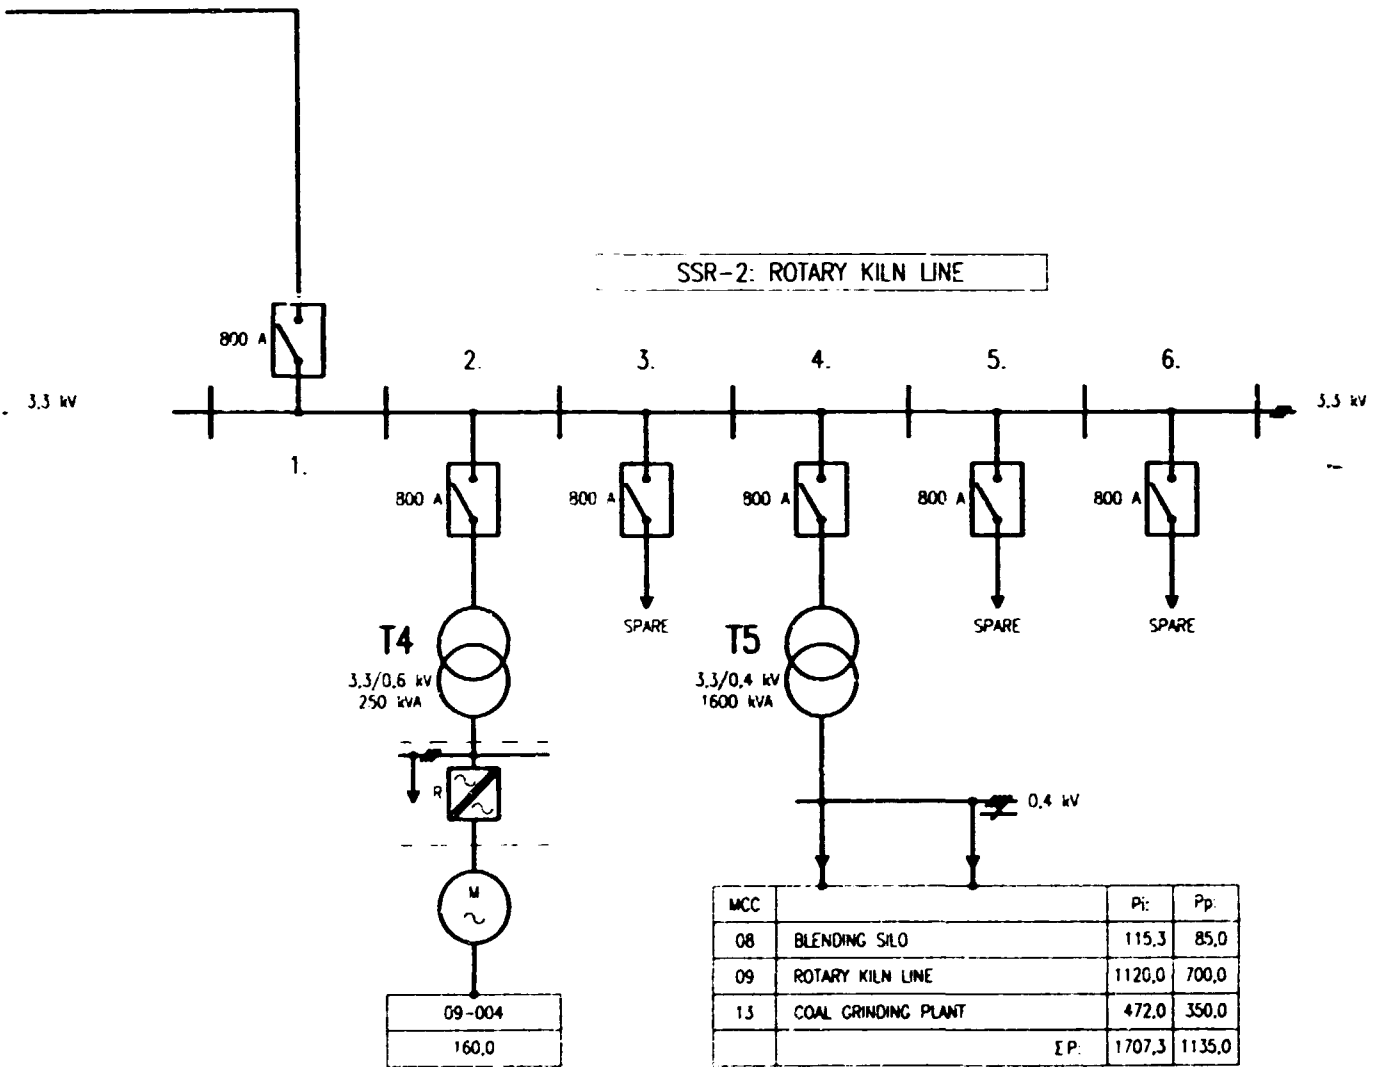 SSR-2: ROTARY KILN LINE
800 A
2.
3.
4.
5.
6.
3,3 kV
3,3 kV
1.
800 A
800 A
800 A
800 A
800 A
SPARE
SPARE
SPARE
T4
3,3/0,6 kV
250 kVA
T5
3,3/0,4 kV
1600 kVA
R
0,4 kV
M
MCC Pi: Pp:
08 BLENDING SILO 115,3 85,0
09 ROTARY KILN LINE 1120,0 700,0
13 COAL GRINDING PLANT 472,0 350,0
ΣP: 1707,3 1135,0
09-004
160,0